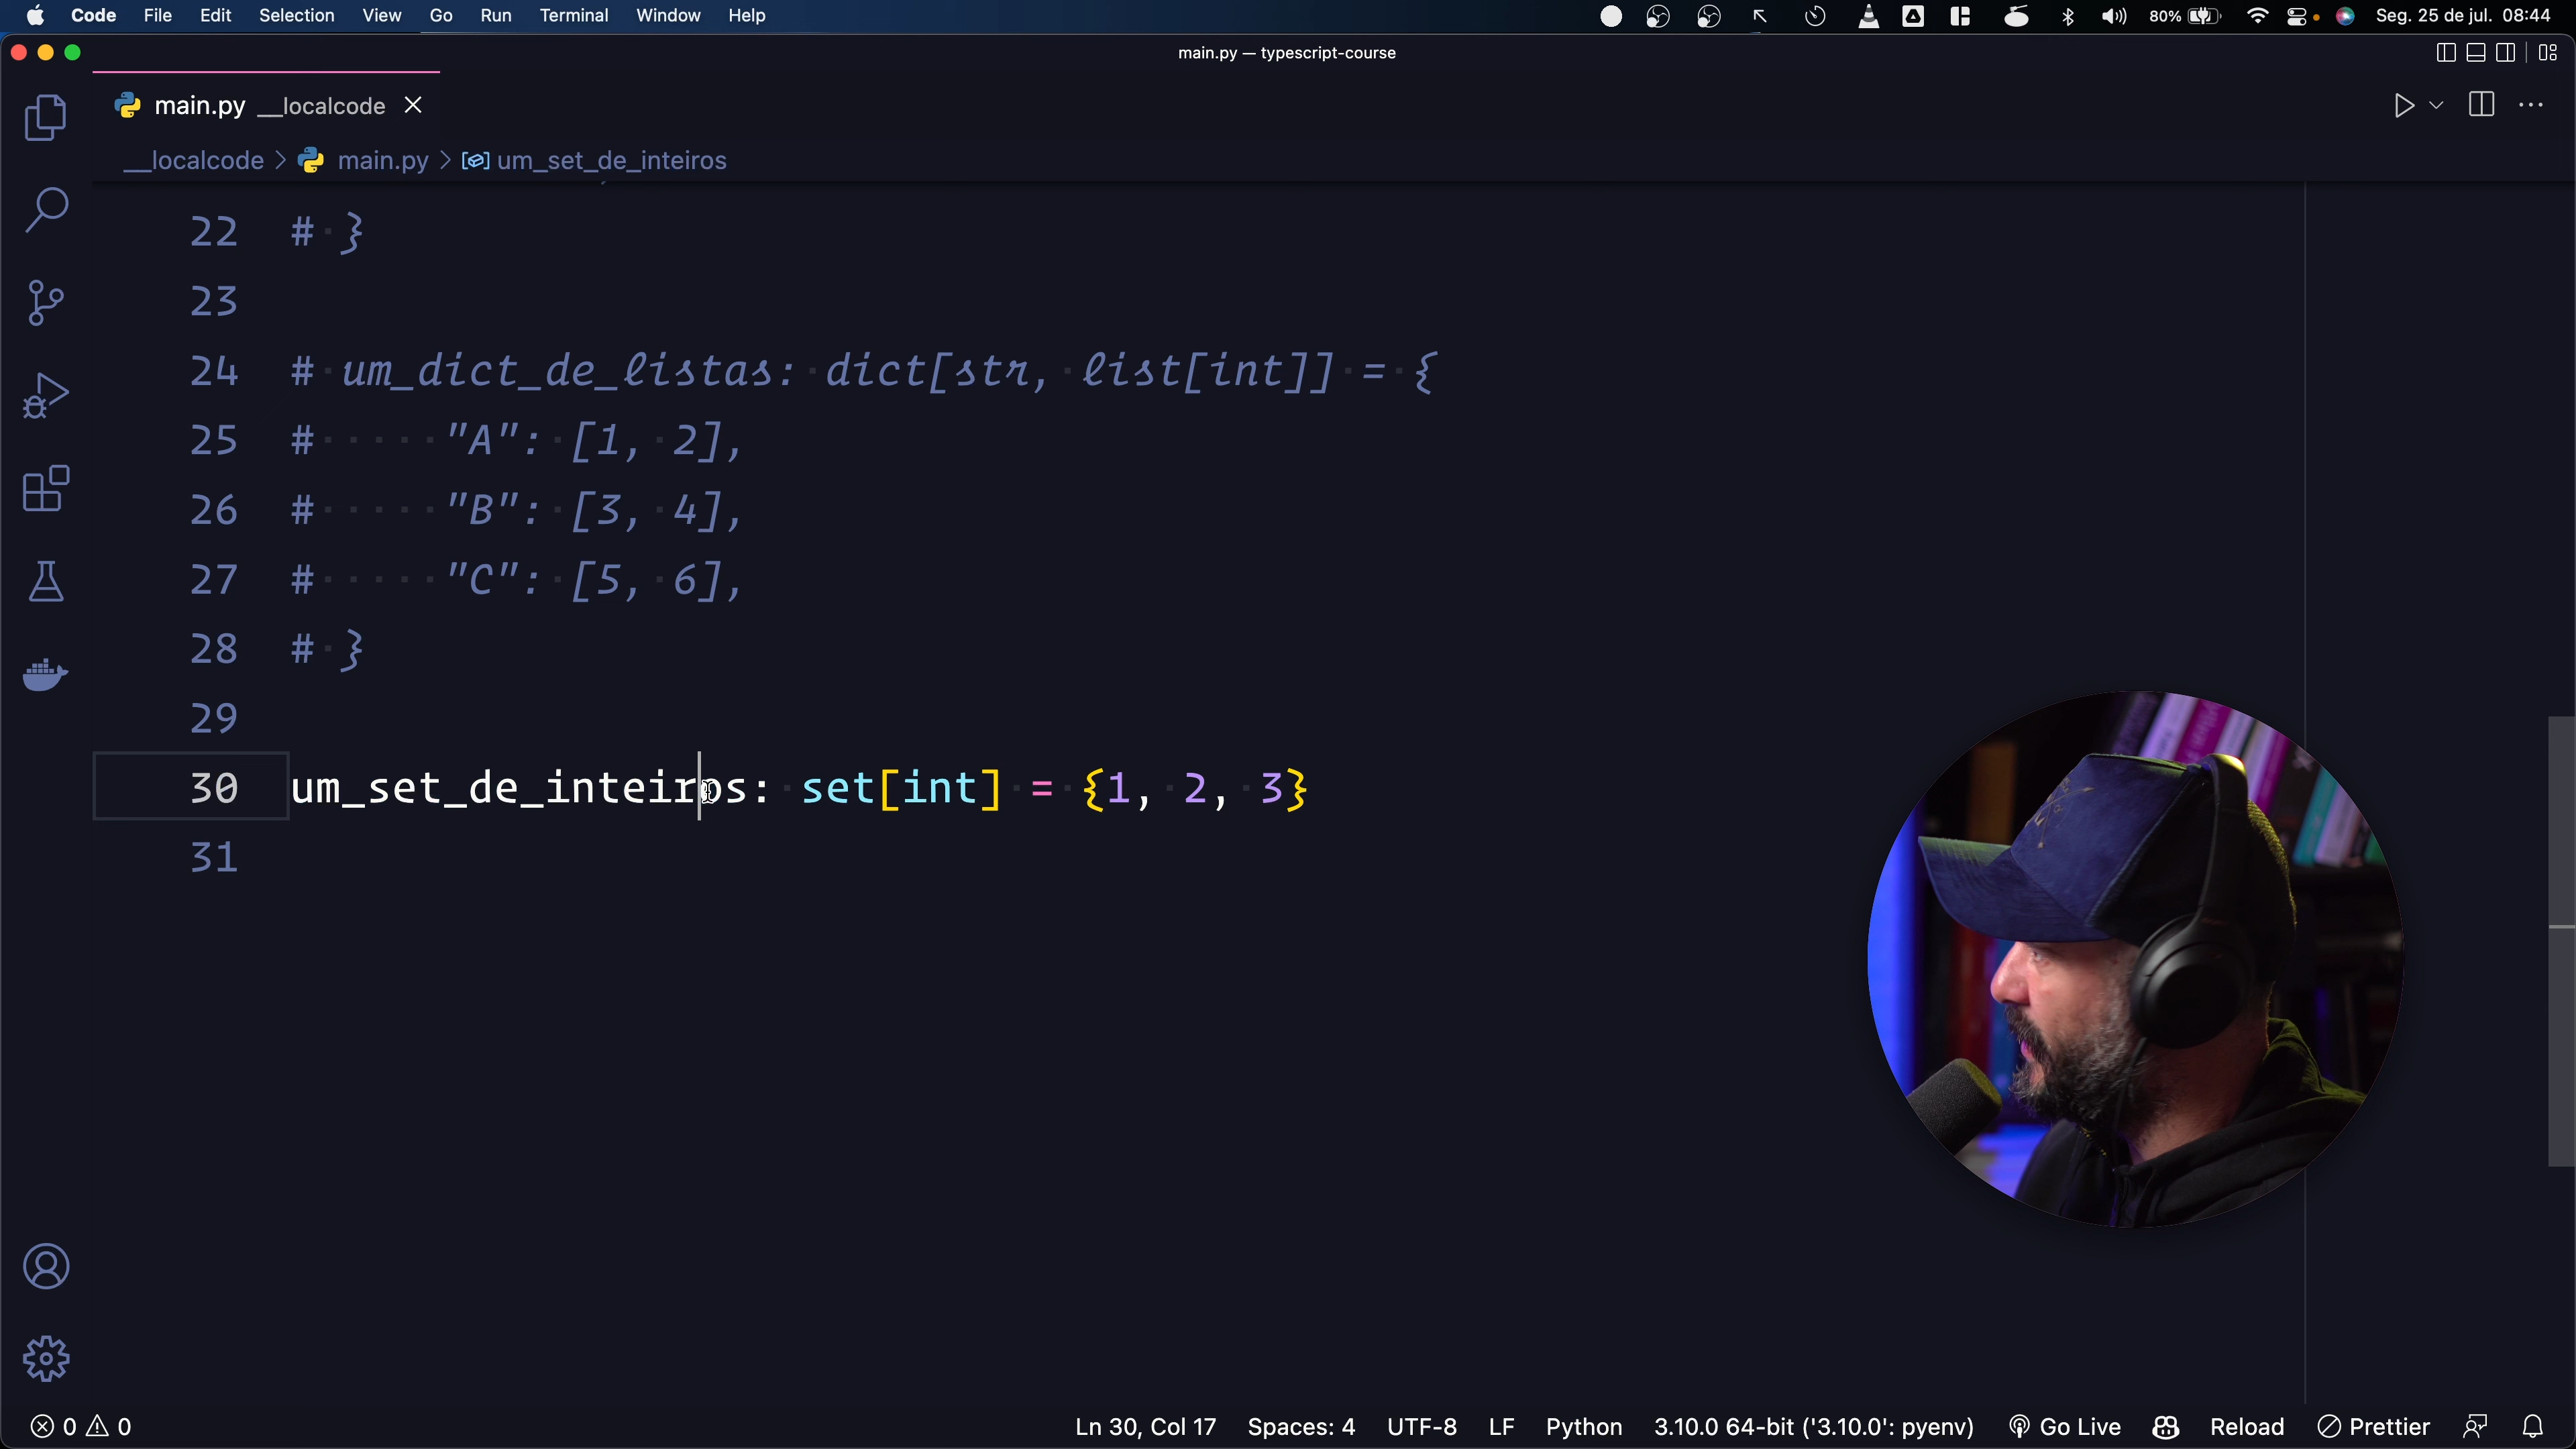 Code File Edit Selection View Go Run Terminal Window Help 80% Seg. 25 de jul. 08:44
main.py — typescript-course
main.py __localcode
__localcode > main.py > um_set_de_inteiros
22 # }
23
24 # um_dict_de_listas: dict[str, list[int]] = {
25 # "A": [1, 2],
26 # "B": [3, 4],
27 # "C": [5, 6],
28 # }
29
30 um_set_de_inteiros: set[int] = {1, 2, 3}
31
0 0 Ln 30, Col 17 Spaces: 4 UTF-8 LF Python 3.10.0 64-bit ('3.10.0': pyenv) Go Live Reload Prettier